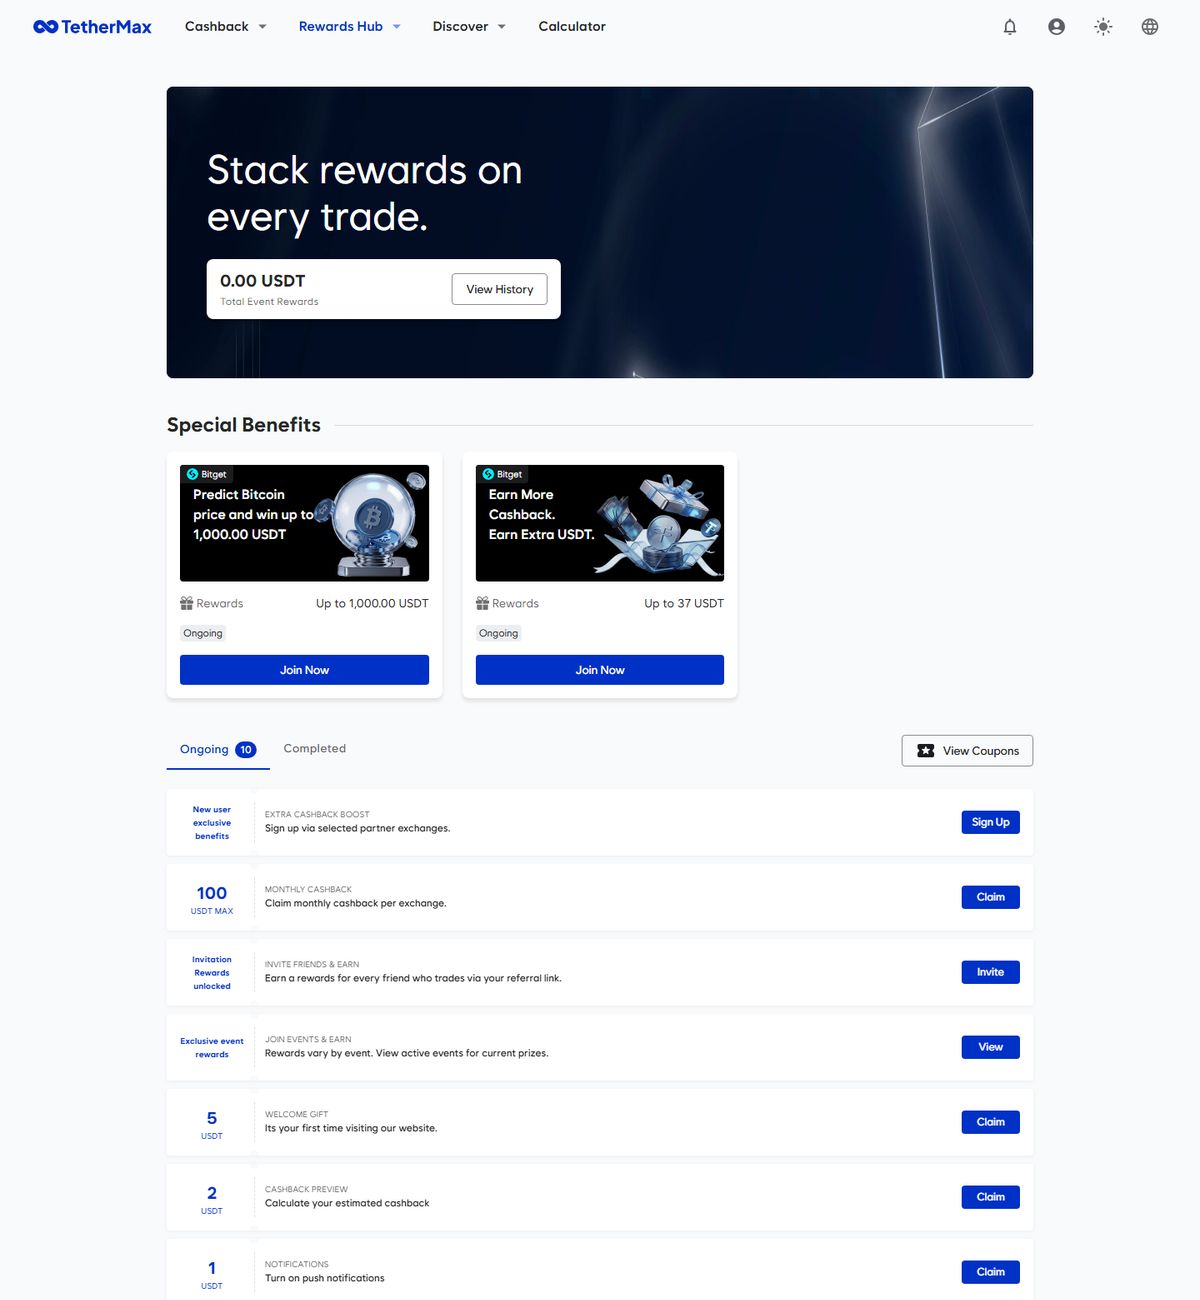 TetherMax
Cashback
Rewards Hub
Discover
Calculator
Stack rewards on
every trade.
0.00 USDT
Total Event Rewards
View History
Special Benefits
Bitget
Predict Bitcoin
price and win up to
1,000.00 USDT
Rewards
Up to 1,000.00 USDT
Ongoing
Join Now
Bitget
Earn More
Cashback.
Earn Extra USDT.
Rewards
Up to 37 USDT
Ongoing
Join Now
Ongoing 10
Completed
View Coupons
New user
exclusive
benefits
EXTRA CASHBACK BOOST
Sign up via selected partner exchanges.
Sign Up
100
USDT MAX
MONTHLY CASHBACK
Claim monthly cashback per exchange.
Claim
Invitation
Rewards
unlocked
INVITE FRIENDS & EARN
Earn a rewards for every friend who trades via your referral link.
Invite
Exclusive event
rewards
JOIN EVENTS & EARN
Rewards vary by event. View active events for current prizes.
View
5
USDT
WELCOME GIFT
Its your first time visiting our website.
Claim
2
USDT
CASHBACK PREVIEW
Calculate your estimated cashback
Claim
1
USDT
NOTIFICATIONS
Turn on push notifications
Claim